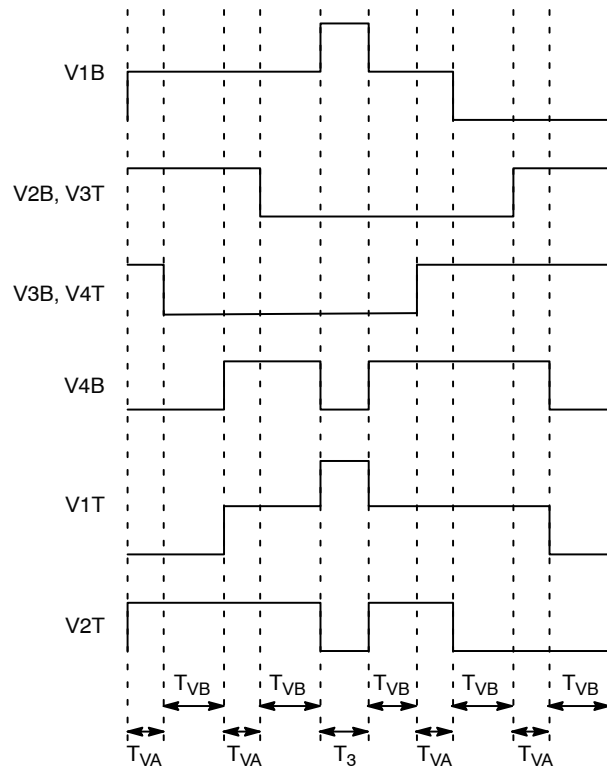 V1B
V2B, V3T
V3B, V4T
V4B
V1T
V2T
TVB TVB TVB TVB TVB
TVA TVA T3 TVA TVA